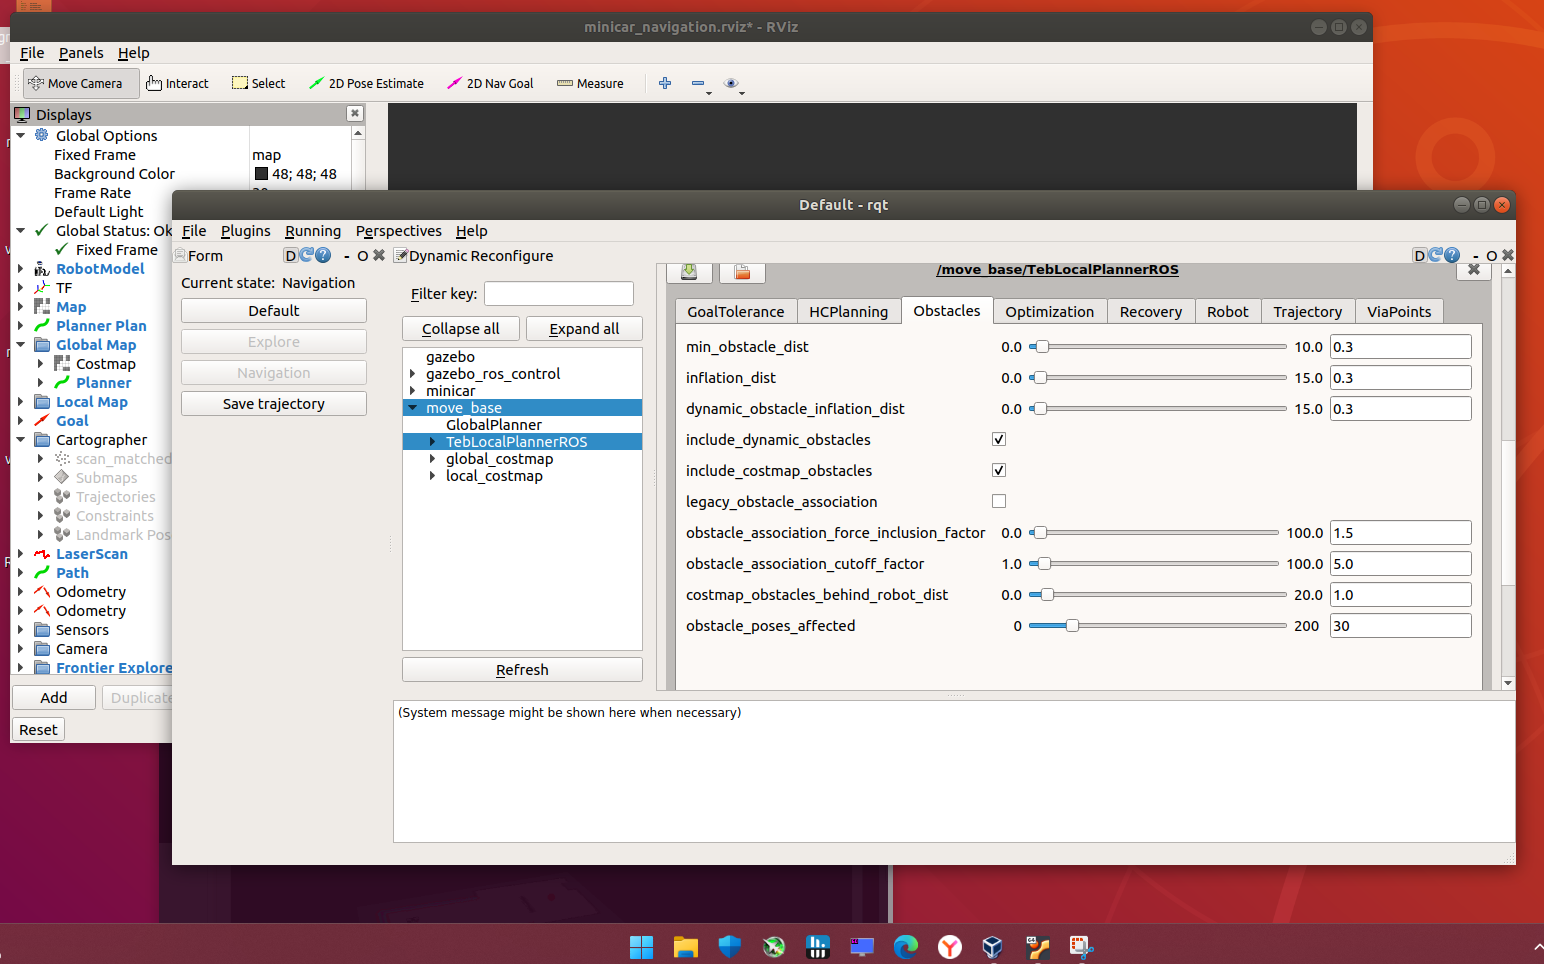 minicar_navigation.rviz* - RViz
File Panels Help
Move Camera Interact Select 2D Pose Estimate 2D Nav Goal Measure
Displays
Global Options
Fixed Frame map
Background Color 48; 48; 48
Frame Rate
Default Light
Global Status: Ok
Fixed Frame
RobotModel
TF
Map
Planner Plan
Global Map
Costmap
Planner
Local Map
Goal
Cartographer
scan_matched
Submaps
Trajectories
Constraints
Landmark Pos
LaserScan
Path
Odometry
Odometry
Sensors
Camera
Frontier Explore
Add Duplicate
Reset
Default - rqt
File Plugins Running Perspectives Help
Form D - O
Current state: Navigation
Default
Explore
Navigation
Save trajectory
Dynamic Reconfigure D - O
Filter key:
Collapse all Expand all
gazebo
gazebo_ros_control
minicar
move_base
GlobalPlanner
TebLocalPlannerROS
global_costmap
local_costmap
Refresh
/move_base/TebLocalPlannerROS
GoalTolerance HCPlanning Obstacles Optimization Recovery Robot Trajectory ViaPoints
min_obstacle_dist 0.0 10.0 0.3
inflation_dist 0.0 15.0 0.3
dynamic_obstacle_inflation_dist 0.0 15.0 0.3
include_dynamic_obstacles
include_costmap_obstacles
legacy_obstacle_association
obstacle_association_force_inclusion_factor 0.0 100.0 1.5
obstacle_association_cutoff_factor 1.0 100.0 5.0
costmap_obstacles_behind_robot_dist 0.0 20.0 1.0
obstacle_poses_affected 0 200 30
(System message might be shown here when necessary)